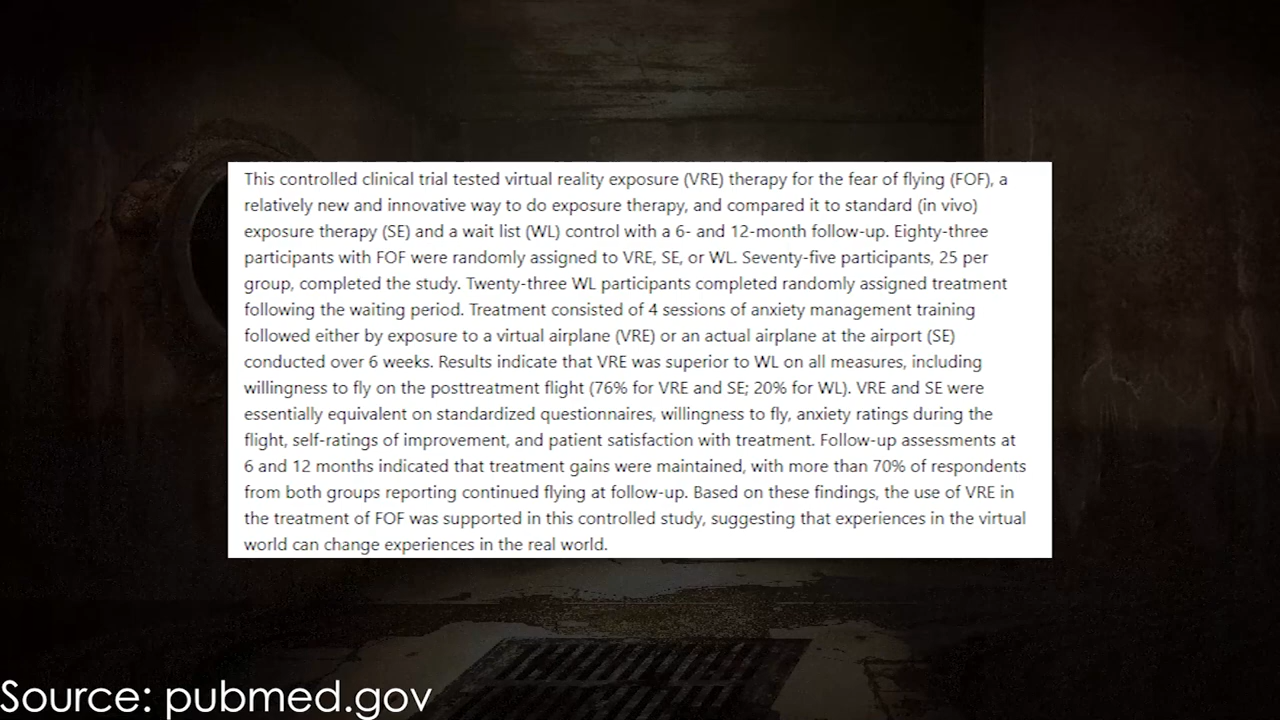 This controlled clinical trial tested virtual reality exposure (VRE) therapy for the fear of flying (FOF), a
relatively new and innovative way to do exposure therapy, and compared it to standard (in vivo)
exposure therapy (SE) and a wait list (WL) control with a 6- and 12-month follow-up. Eighty-three
participants with FOF were randomly assigned to VRE, SE, or WL. Seventy-five participants, 25 per
group, completed the study. Twenty-three WL participants completed randomly assigned treatment
following the waiting period. Treatment consisted of 4 sessions of anxiety management training
followed either by exposure to a virtual airplane (VRE) or an actual airplane at the airport (SE)
conducted over 6 weeks. Results indicate that VRE was superior to WL on all measures, including
willingness to fly on the posttreatment flight (76% for VRE and SE; 20% for WL). VRE and SE were
essentially equivalent on standardized questionnaires, willingness to fly, anxiety ratings during the
flight, self-ratings of improvement, and patient satisfaction with treatment. Follow-up assessments at
6 and 12 months indicated that treatment gains were maintained, with more than 70% of respondents
from both groups reporting continued flying at follow-up. Based on these findings, the use of VRE in
the treatment of FOF was supported in this controlled study, suggesting that experiences in the virtual
world can change experiences in the real world.
Source: pubmed.gov